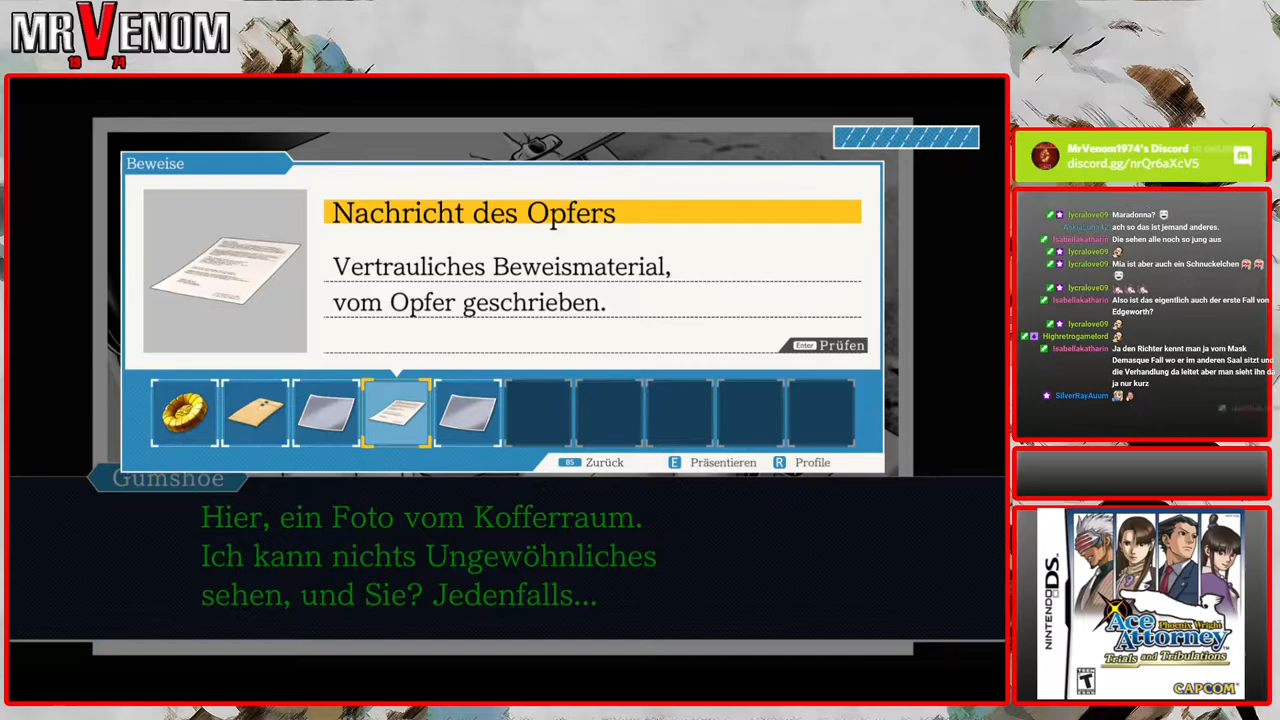 MRVENOM
19 74
Beweise
Nachricht des Opfers
Vertrauliches Beweismaterial,
vom Opfer geschrieben.
Enter Prüfen
BS Zurück E Präsentieren R Profile
Gumshoe
Hier, ein Foto vom Kofferraum.
Ich kann nichts Ungewöhnliches
sehen, und Sie? Jedenfalls...
MrVenom1974's Discord
discord.gg/nrQr6aXcV5
lycralove09 Maradonna?
ach so das ist jemand anderes.
Isabellakatharin Die sehen alle noch so jung aus
lycralove09
lycralove09 Mia ist aber auch ein Schnuckelchen
lycralove09
Isabellakatharin Also ist das eigentlich auch der erste Fall von
Edgeworth?
lycralove09
Highretrogamelord
Isabellakatharin Ja den Richter kennt man ja vom Mask
Demasque Fall wo er im anderen Saal sitzt und
die Verhandlung da leitet aber man sieht ihn da
ja nur kurz
SilverRayAuum
NINTENDO DS
Phoenix Wright
Ace
Attorney
Trials and Tribulations
TEEN
T
CAPCOM